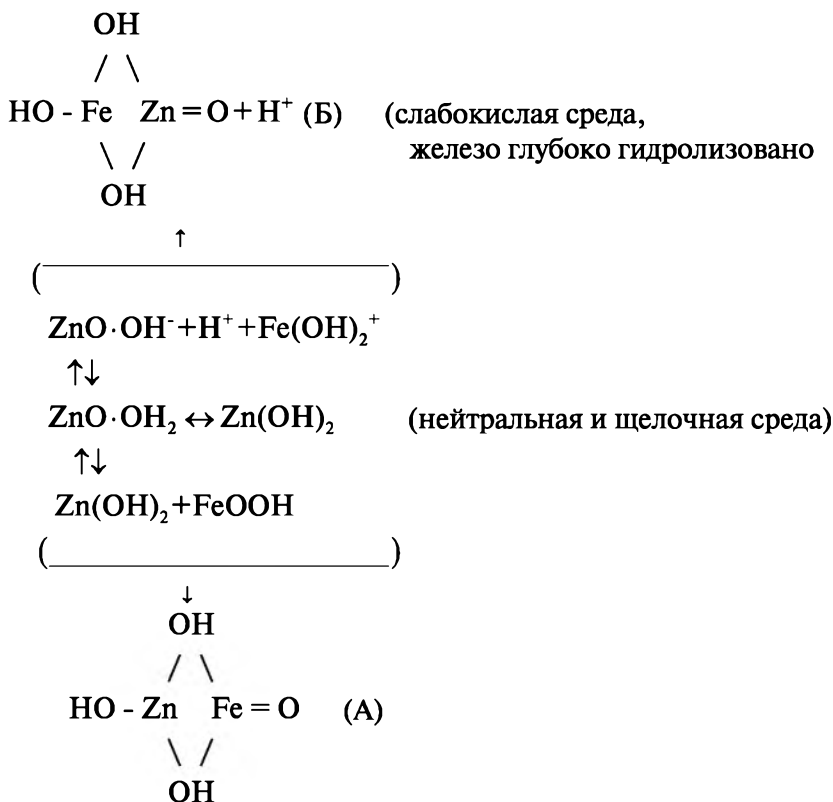 OH
/ \
HO - Fe Zn = O + H⁺ (Б) (слабокислая среда,
\ / железо глубоко гидролизовано
OH
↑
( )
ZnO·OH⁻+H⁺+Fe(OH)₂⁺
↑↓
ZnO·OH₂ ↔ Zn(OH)₂ (нейтральная и щелочная среда)
↑↓
Zn(OH)₂+FeOOH
( )
↓
OH
/ \
HO - Zn Fe = O (А)
\ /
OH